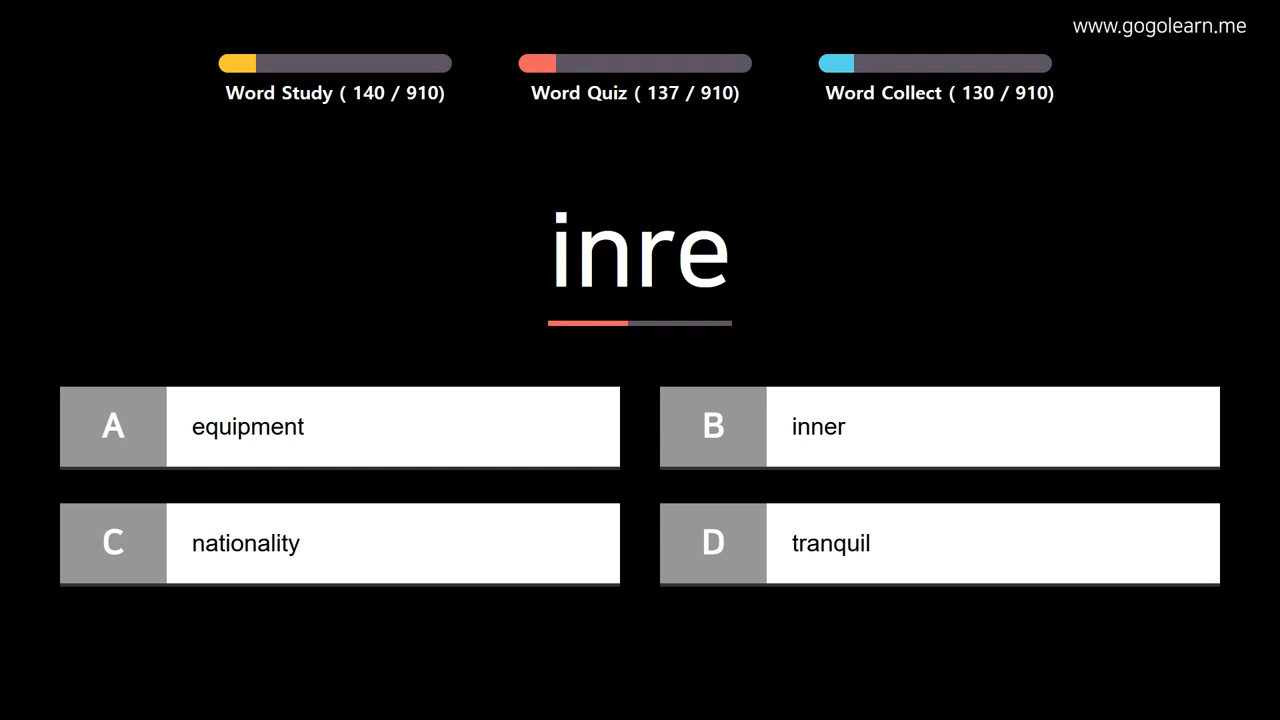 www.gogolearn.me
Word Study ( 140 / 910)
Word Quiz ( 137 / 910)
Word Collect ( 130 / 910)
inre
A equipment
B inner
C nationality
D tranquil